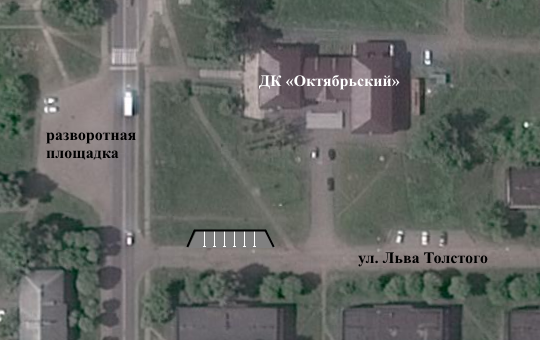 ДК «Октябрьский»
разворотная
площадка
ул. Льва Толстого